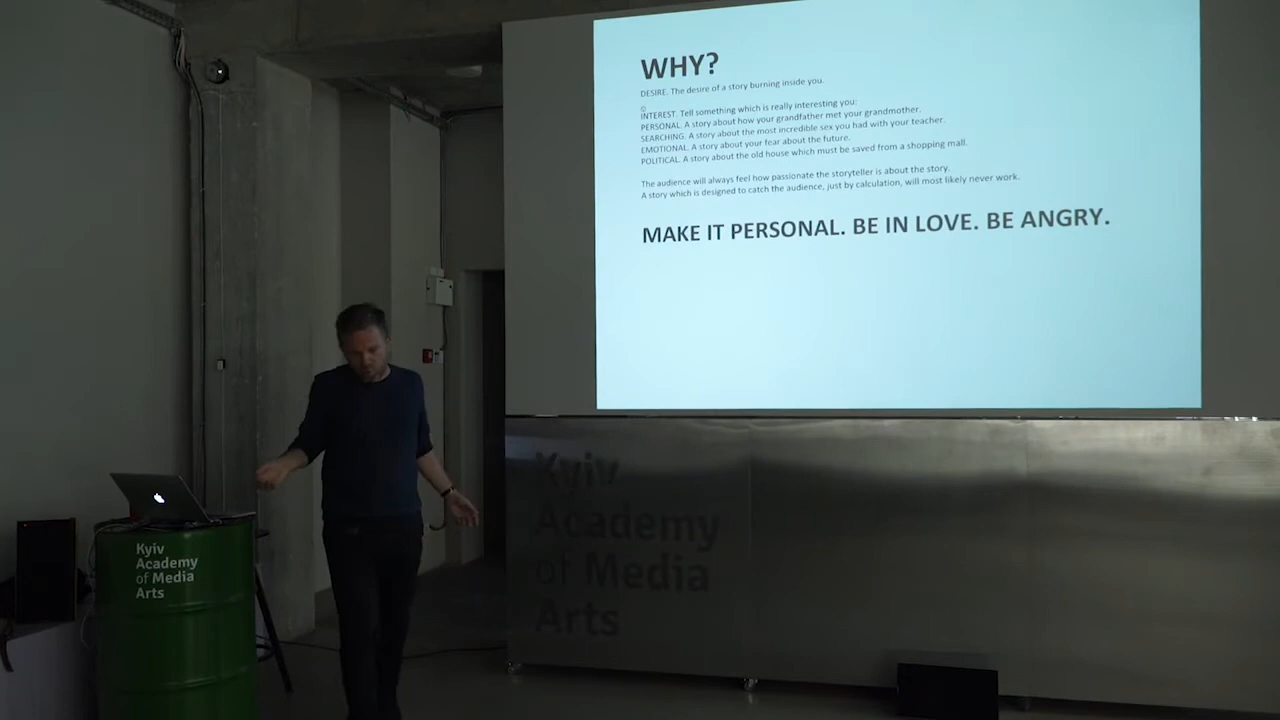 WHY?
DESIRE. The desire of a story burning inside you.
INTEREST. Tell something which is really interesting you:
PERSONAL. A story about how your grandfather met your grandmother.
SEARCHING. A story about the most incredible sex you had with your teacher.
EMOTIONAL. A story about your fear about the future.
POLITICAL. A story about the old house which must be saved from a shopping mall.
The audience will always feel how passionate the storyteller is about the story.
A story which is designed to catch the audience, just by calculation, will most likely never work.
MAKE IT PERSONAL. BE IN LOVE. BE ANGRY.
Kyiv
Academy
of Media
Arts
Kyiv
Academy
of Media
Arts